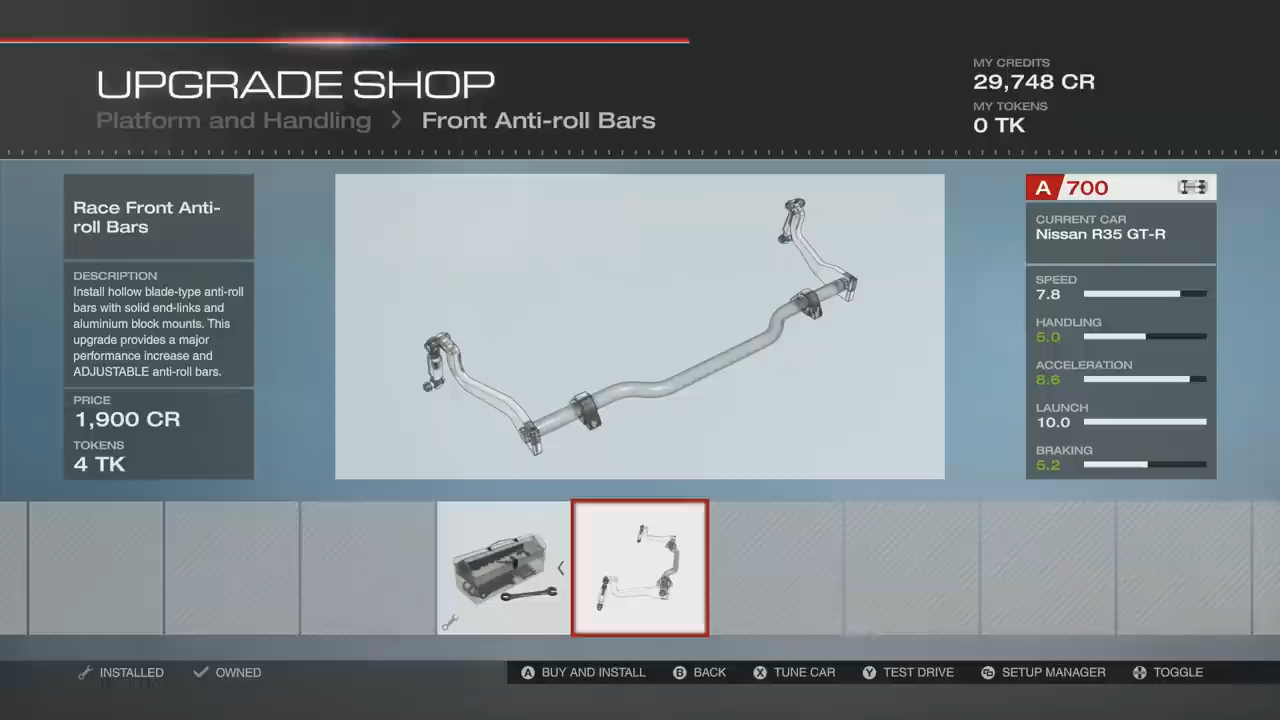 UPGRADE SHOP
Platform and Handling > Front Anti-roll Bars
MY CREDITS
29,748 CR
MY TOKENS
0 TK
Race Front Anti-
roll Bars
DESCRIPTION
Install hollow blade-type anti-roll
bars with solid end-links and
aluminium block mounts. This
upgrade provides a major
performance increase and
ADJUSTABLE anti-roll bars.
PRICE
1,900 CR
TOKENS
4 TK
A 700
CURRENT CAR
Nissan R35 GT-R
SPEED
7.8
HANDLING
5.0
ACCELERATION
8.6
LAUNCH
10.0
BRAKING
5.2
INSTALLED
OWNED
A BUY AND INSTALL
B BACK
X TUNE CAR
Y TEST DRIVE
SETUP MANAGER
TOGGLE